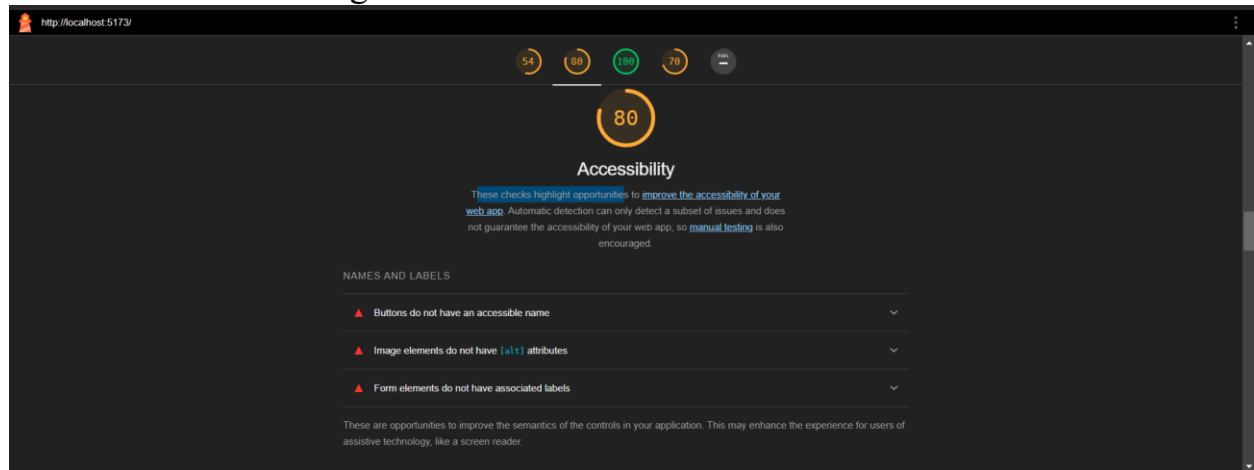 http://localhost:5173/
54 80 100 70
80
Accessibility
These checks highlight opportunities to improve the accessibility of your
web app. Automatic detection can only detect a subset of issues and does
not guarantee the accessibility of your web app, so manual testing is also
encouraged.
NAMES AND LABELS
Buttons do not have an accessible name
Image elements do not have [alt] attributes
Form elements do not have associated labels
These are opportunities to improve the semantics of the controls in your application. This may enhance the experience for users of
assistive technology, like a screen reader.